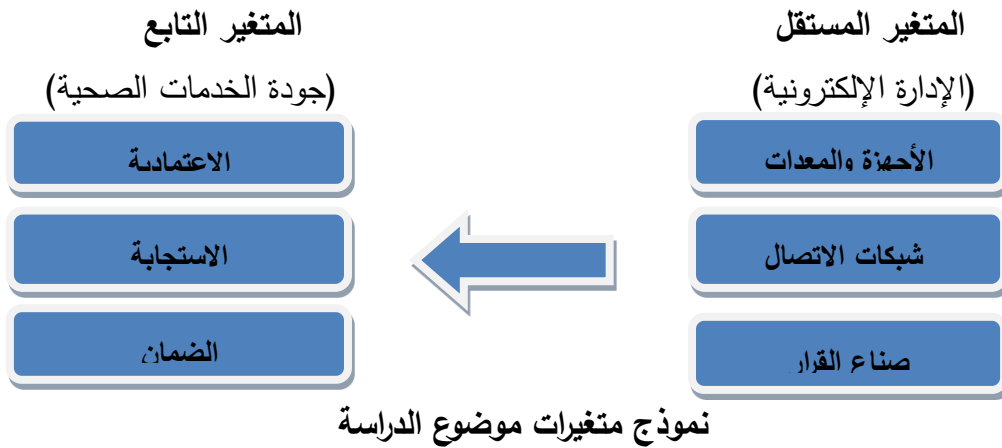 المتغير المستقل
(الإدارة الإلكترونية)
الأجهزة والمعدات
شبكات الاتصال
صناع القرار
المتغير التابع
(جودة الخدمات الصحية)
الاعتمادية
الاستجابة
الضمان
نموذج متغيرات موضوع الدراسة